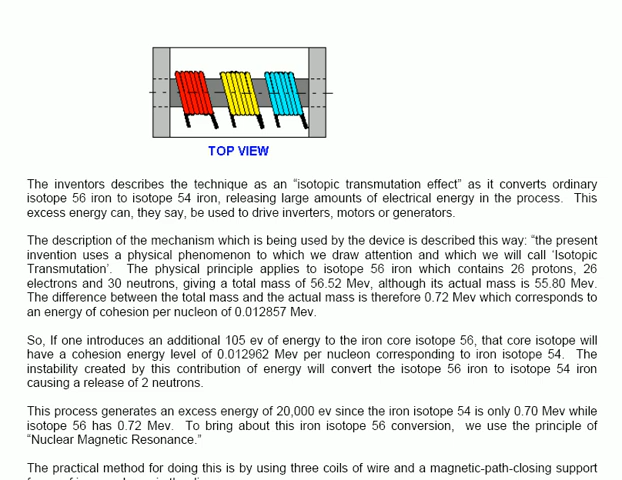 TOP VIEW
The inventors describes the technique as an “isotopic transmutation effect” as it converts ordinary
isotope 56 iron to isotope 54 iron, releasing large amounts of electrical energy in the process. This
excess energy can, they say, be used to drive inverters, motors or generators.
The description of the mechanism which is being used by the device is described this way: “the present
invention uses a physical phenomenon to which we draw attention and which we will call ‘Isotopic
Transmutation’. The physical principle applies to isotope 56 iron which contains 26 protons, 26
electrons and 30 neutrons, giving a total mass of 56.52 Mev, although its actual mass is 55.80 Mev.
The difference between the total mass and the actual mass is therefore 0.72 Mev which corresponds to
an energy of cohesion per nucleon of 0.012857 Mev.
So, If one introduces an additional 105 ev of energy to the iron core isotope 56, that core isotope will
have a cohesion energy level of 0.012962 Mev per nucleon corresponding to iron isotope 54. The
instability created by this contribution of energy will convert the isotope 56 iron to isotope 54 iron
causing a release of 2 neutrons.
This process generates an excess energy of 20,000 ev since the iron isotope 54 is only 0.70 Mev while
isotope 56 has 0.72 Mev. To bring about this iron isotope 56 conversion, we use the principle of
“Nuclear Magnetic Resonance.”
The practical method for doing this is by using three coils of wire and a magnetic-path-closing support